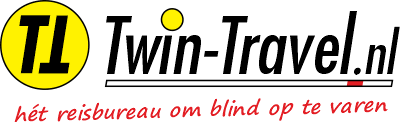 TT Twin-Travel.nl
hét reisbureau om blind op te varen